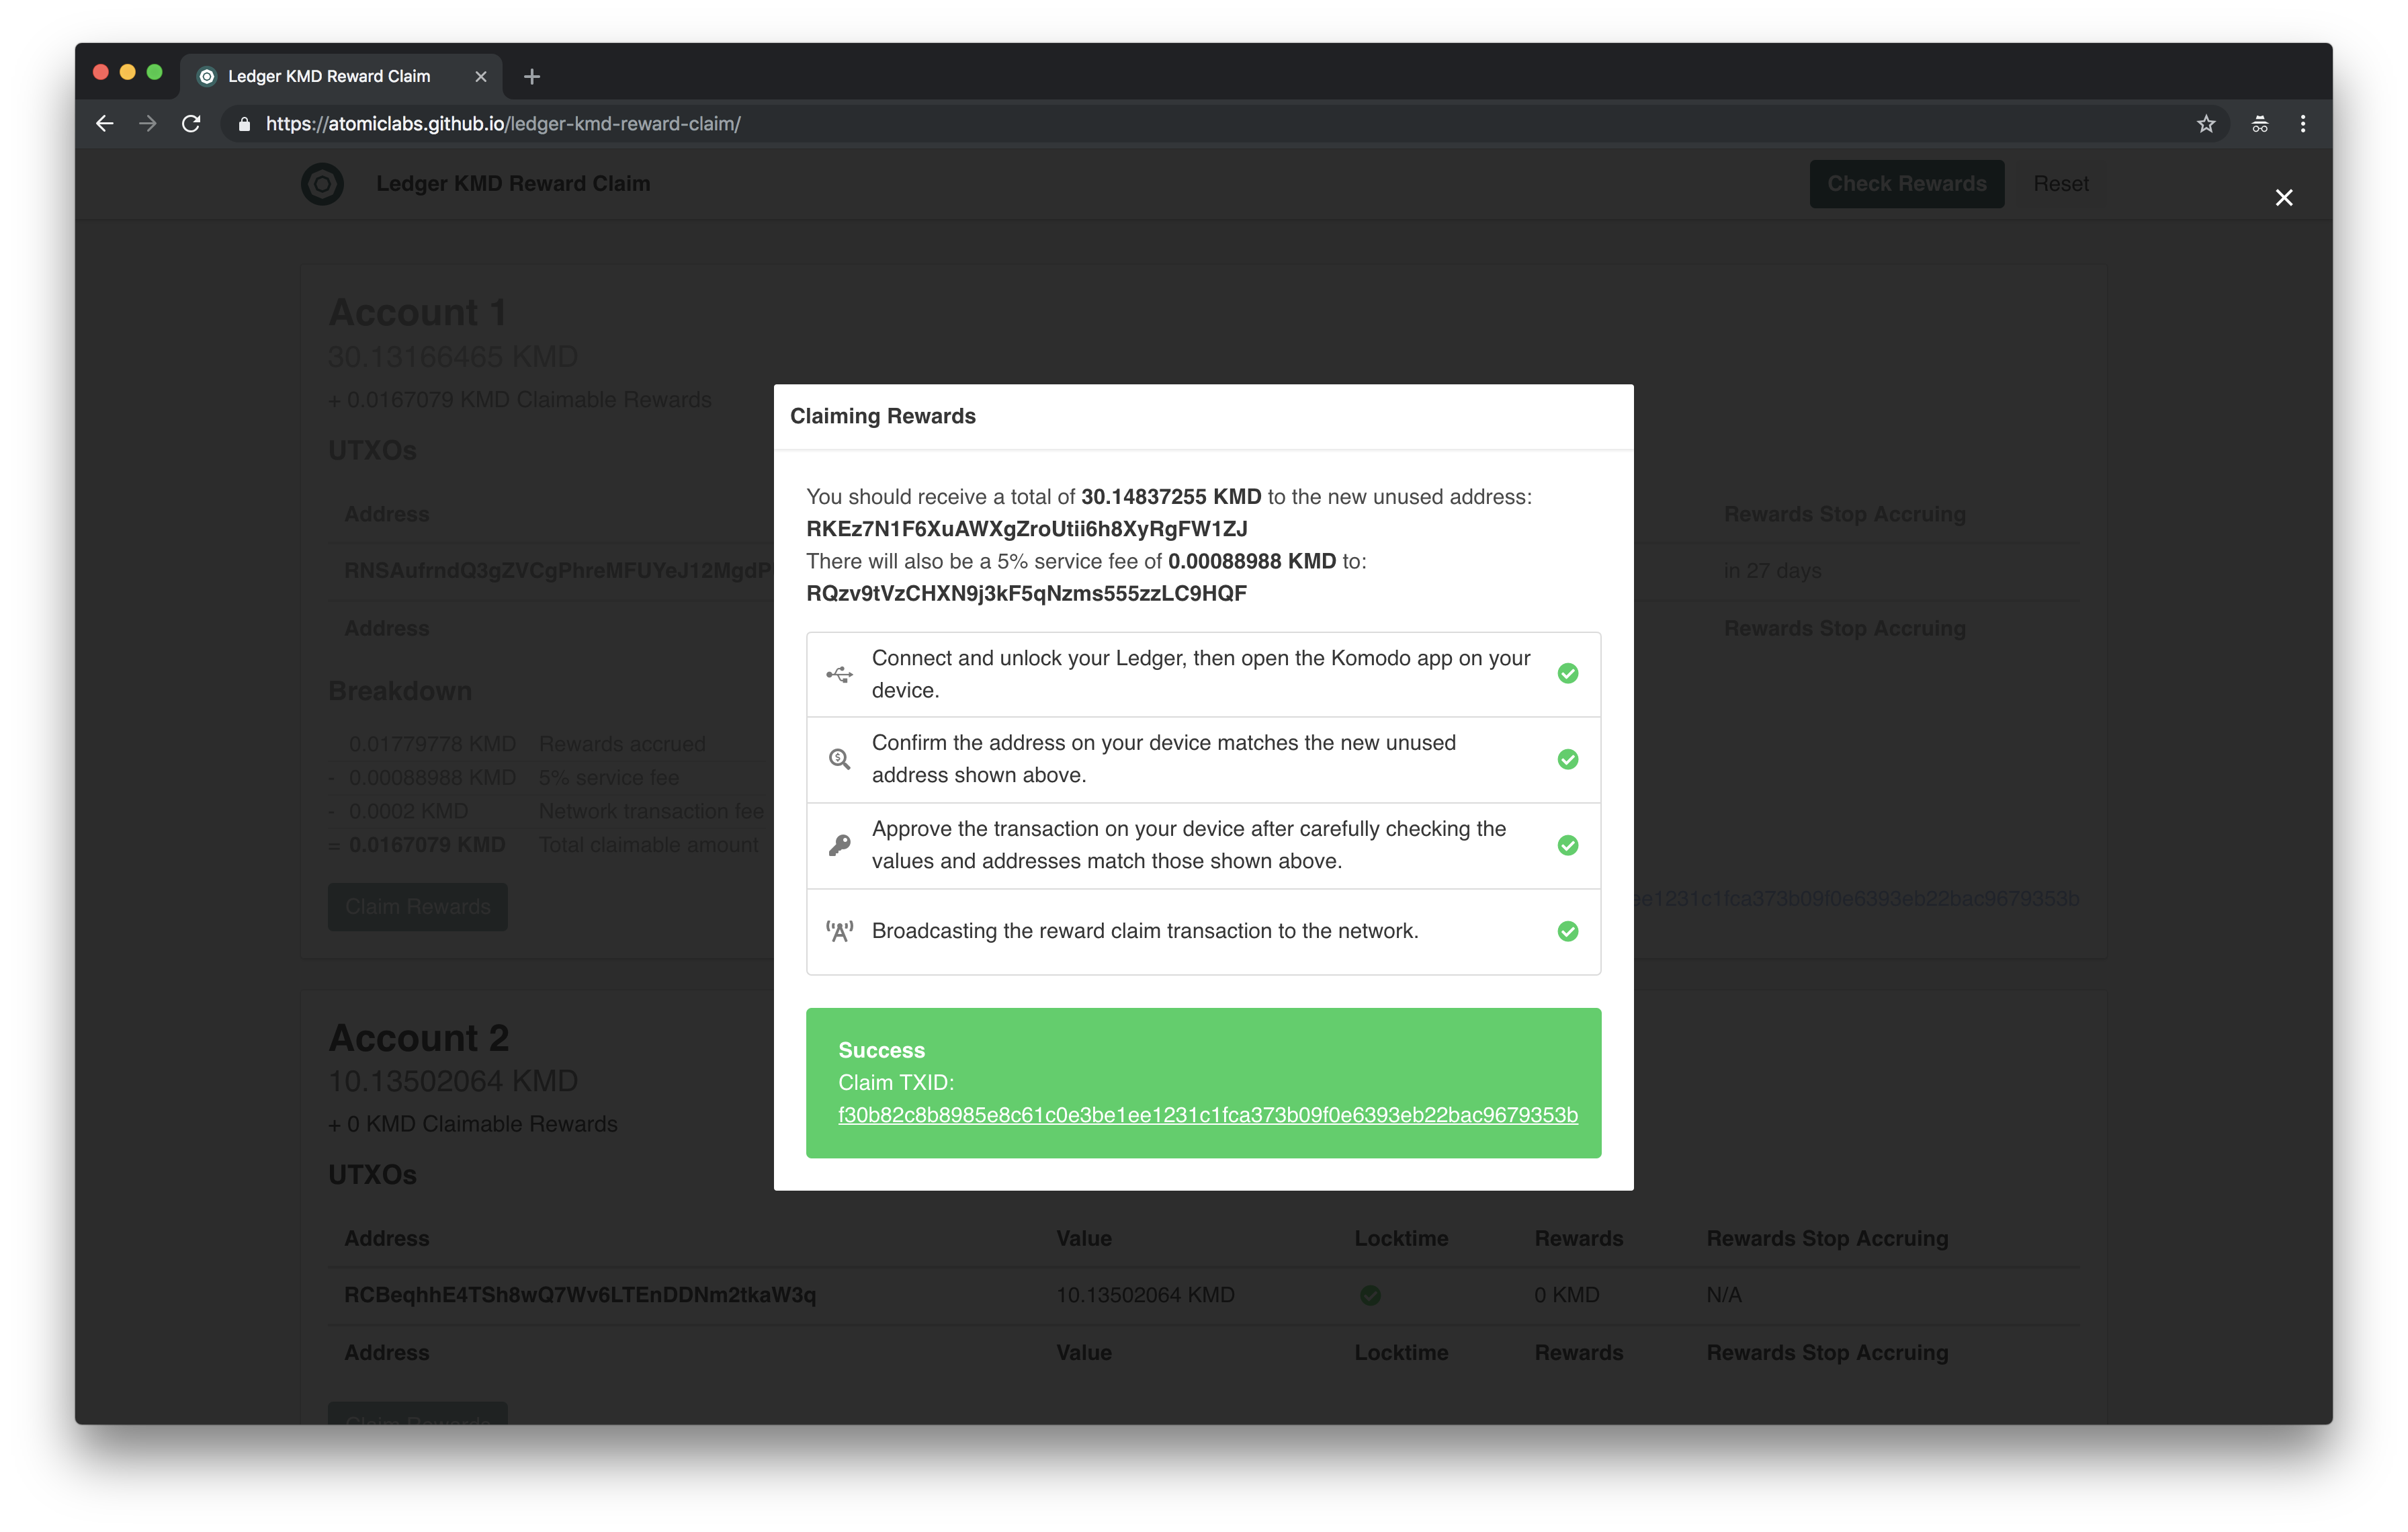 Ledger KMD Reward Claim
https://atomiclabs.github.io/ledger-kmd-reward-claim/
Ledger KMD Reward Claim
Check Rewards
Reset
Account 1
30.13166465 KMD
+ 0.0167079 KMD Claimable Rewards
UTXOs
Address
Rewards Stop Accruing
RNSAufrndQ3gZVCgPhreMFUYeJ12MgdP
in 27 days
Address
Rewards Stop Accruing
Breakdown
0.01779778 KMD Rewards accrued
- 0.00088988 KMD 5% service fee
- 0.0002 KMD Network transaction fee
= 0.0167079 KMD Total claimable amount
Claim Rewards
ee1231c1fca373b09f0e6393eb22bac9679353b
Claiming Rewards
You should receive a total of 30.14837255 KMD to the new unused address:
RKEz7N1F6XuAWXgZroUtii6h8XyRgFW1ZJ
There will also be a 5% service fee of 0.00088988 KMD to:
RQzv9tVzCHXN9j3kF5qNzms555zzLC9HQF
Connect and unlock your Ledger, then open the Komodo app on your
device.
Confirm the address on your device matches the new unused
address shown above.
Approve the transaction on your device after carefully checking the
values and addresses match those shown above.
Broadcasting the reward claim transaction to the network.
Success
Claim TXID:
f30b82c8b8985e8c61c0e3be1ee1231c1fca373b09f0e6393eb22bac9679353b
Account 2
10.13502064 KMD
+ 0 KMD Claimable Rewards
UTXOs
Address Value Locktime Rewards Rewards Stop Accruing
RCBeqhhE4TSh8wQ7Wv6LTEnDDNm2tkaW3q 10.13502064 KMD 0 KMD N/A
Address Value Locktime Rewards Rewards Stop Accruing
Claim Rewards